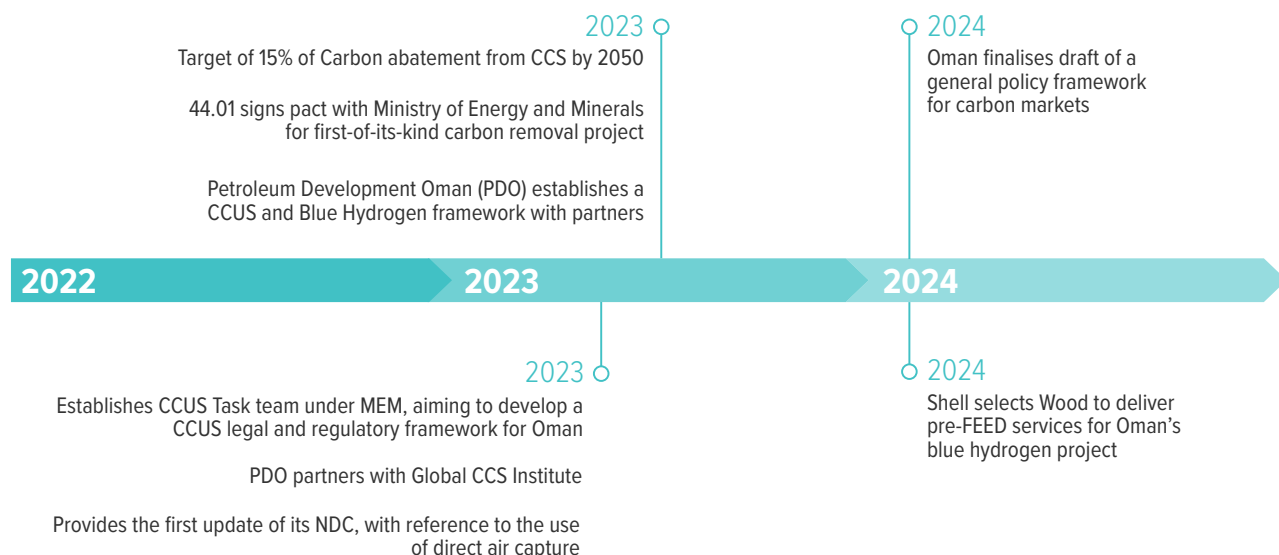 2023
Target of 15% of Carbon abatement from CCS by 2050
44.01 signs pact with Ministry of Energy and Minerals
for first-of-its-kind carbon removal project
Petroleum Development Oman (PDO) establishes a
CCUS and Blue Hydrogen framework with partners
2024
Oman finalises draft of a
general policy framework
for carbon markets
2022
2023
2024
2023
Establishes CCUS Task team under MEM, aiming to develop a
CCUS legal and regulatory framework for Oman
PDO partners with Global CCS Institute
Provides the first update of its NDC, with reference to the use
of direct air capture
2024
Shell selects Wood to deliver
pre-FEED services for Oman's
blue hydrogen project